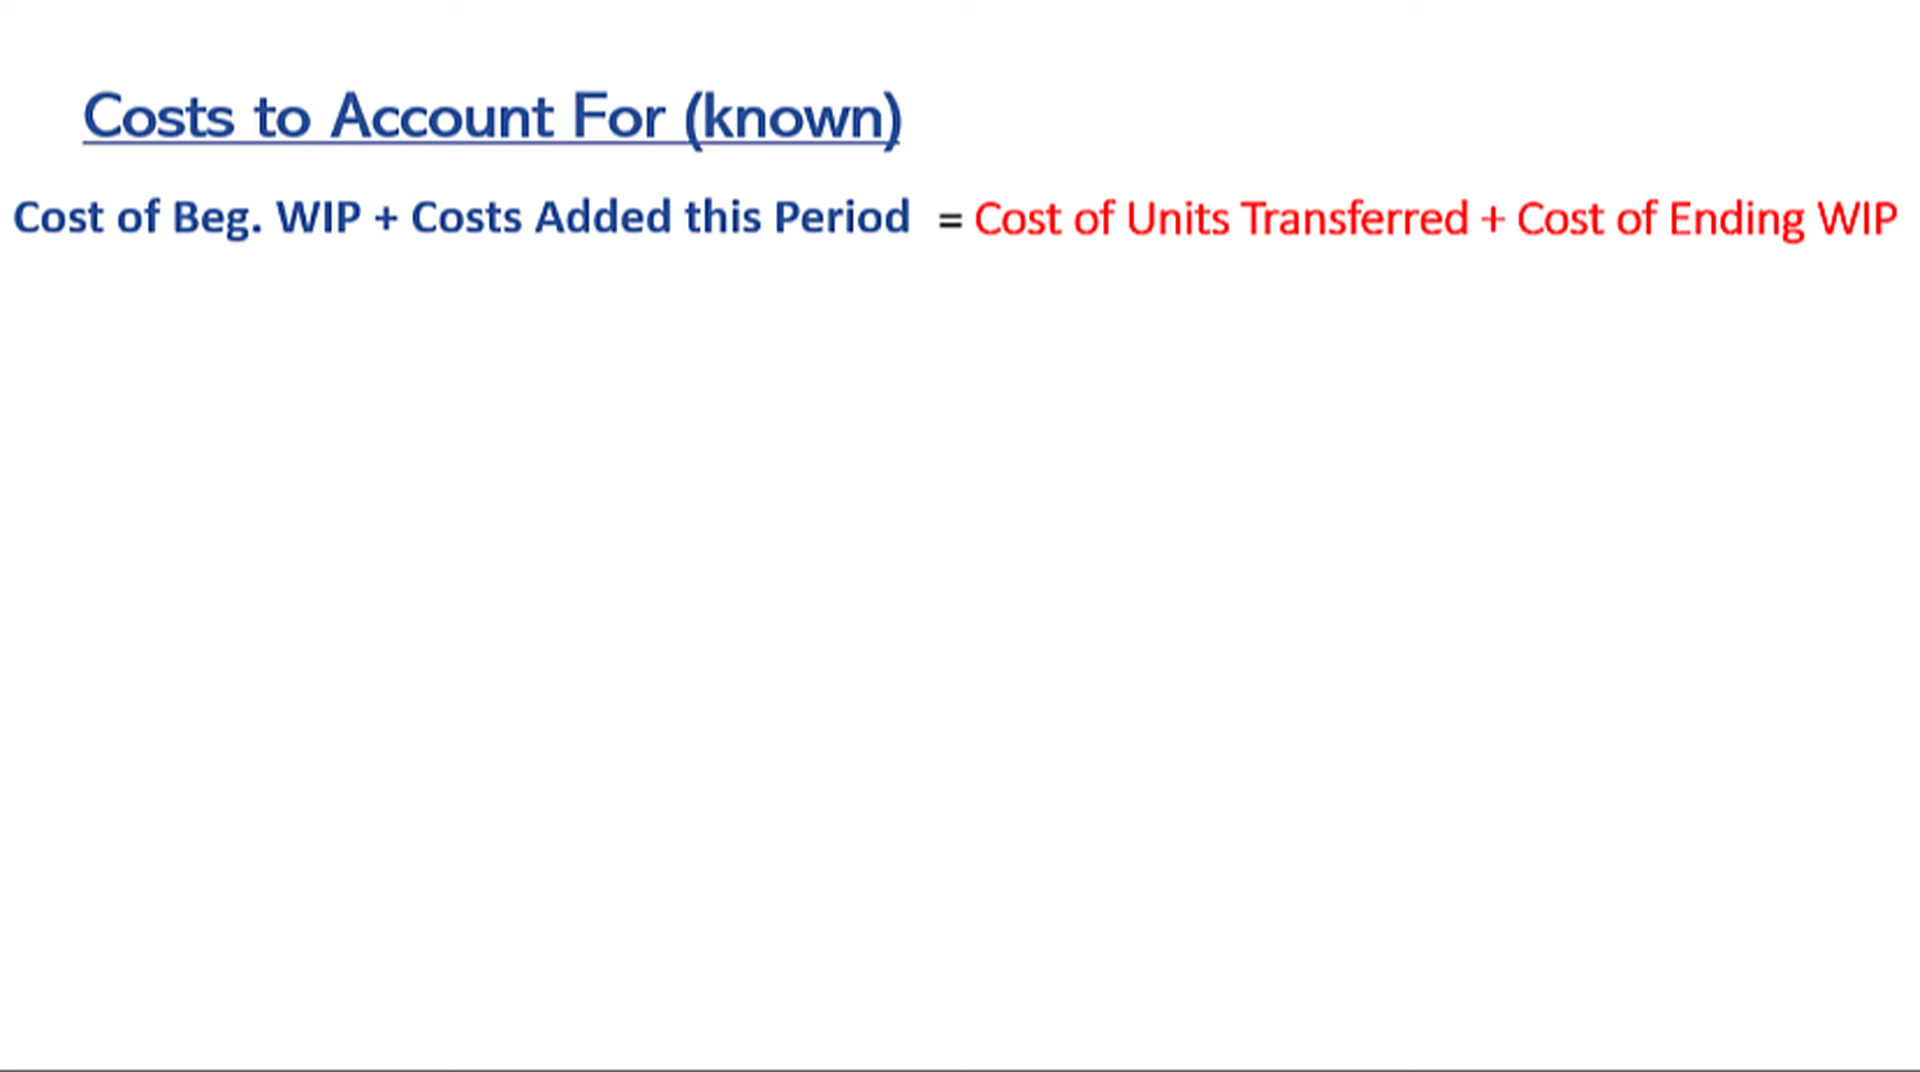 Costs to Account For (known)
Cost of Beg. WIP + Costs Added this Period = Cost of Units Transferred + Cost of Ending WIP